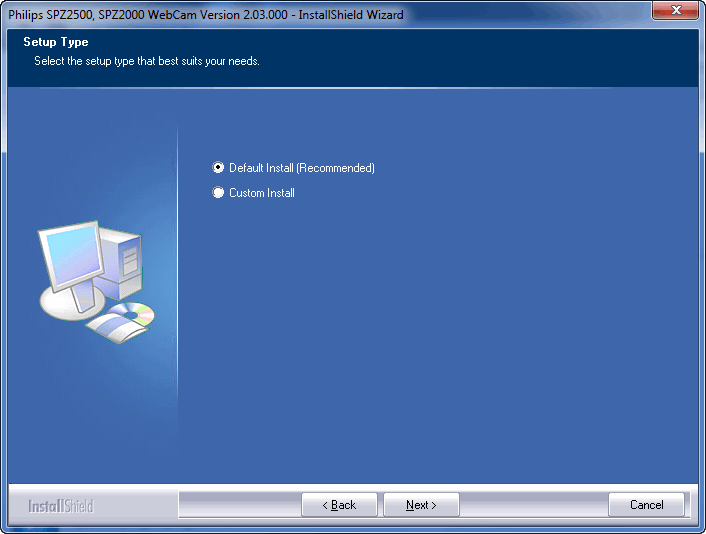 Philips SPZ2500, SPZ2000 WebCam Version 2.03.000 - InstallShield Wizard
Setup Type
Select the setup type that best suits your needs.
Default Install (Recommended)
Custom Install
InstallShield
< Back
Next >
Cancel